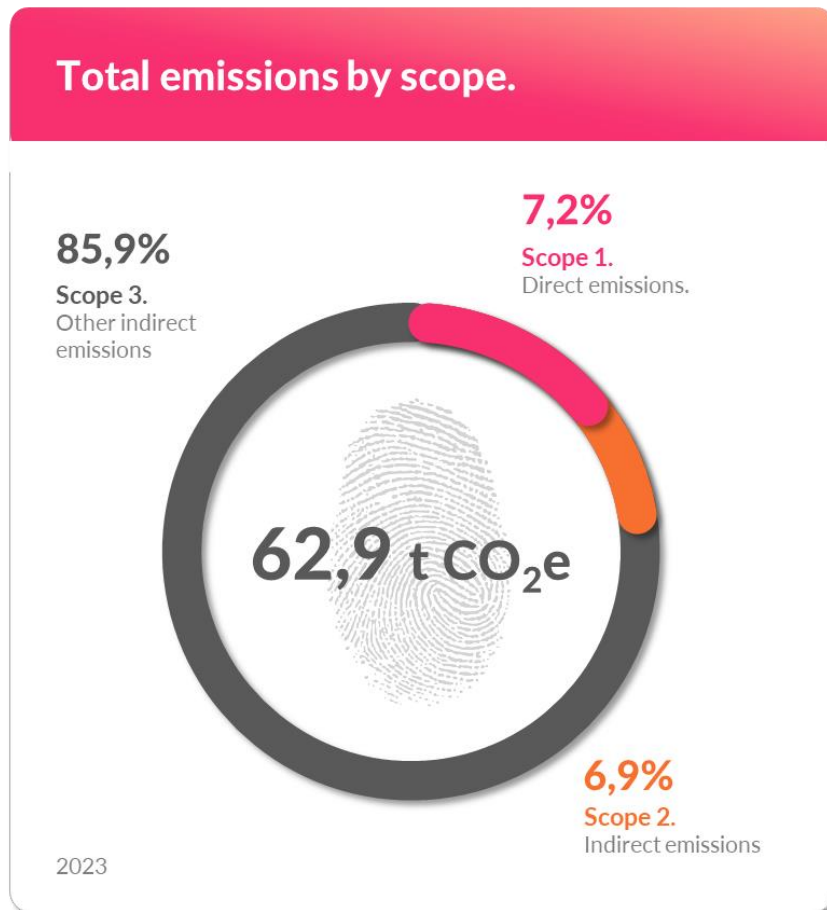 Total emissions by scope.
7,2%
Scope 1.
Direct emissions.
85,9%
Scope 3.
Other indirect
emissions
62,9 t CO₂e
6,9%
Scope 2.
Indirect emissions
2023